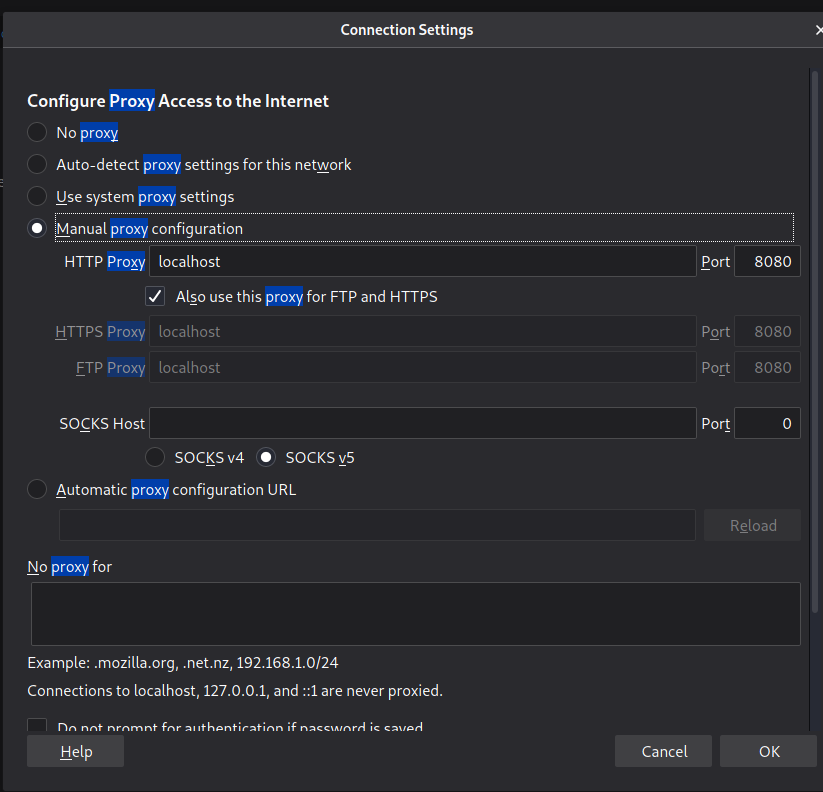 Connection Settings
Configure Proxy Access to the Internet
No proxy
Auto-detect proxy settings for this network
Use system proxy settings
Manual proxy configuration
HTTP Proxy localhost Port 8080
Also use this proxy for FTP and HTTPS
HTTPS Proxy localhost Port 8080
FTP Proxy localhost Port 8080
SOCKS Host Port 0
SOCKS v4 SOCKS v5
Automatic proxy configuration URL
Reload
No proxy for
Example: .mozilla.org, .net.nz, 192.168.1.0/24
Connections to localhost, 127.0.0.1, and ::1 are never proxied.
Do not prompt for authentication if password is saved
Help Cancel OK